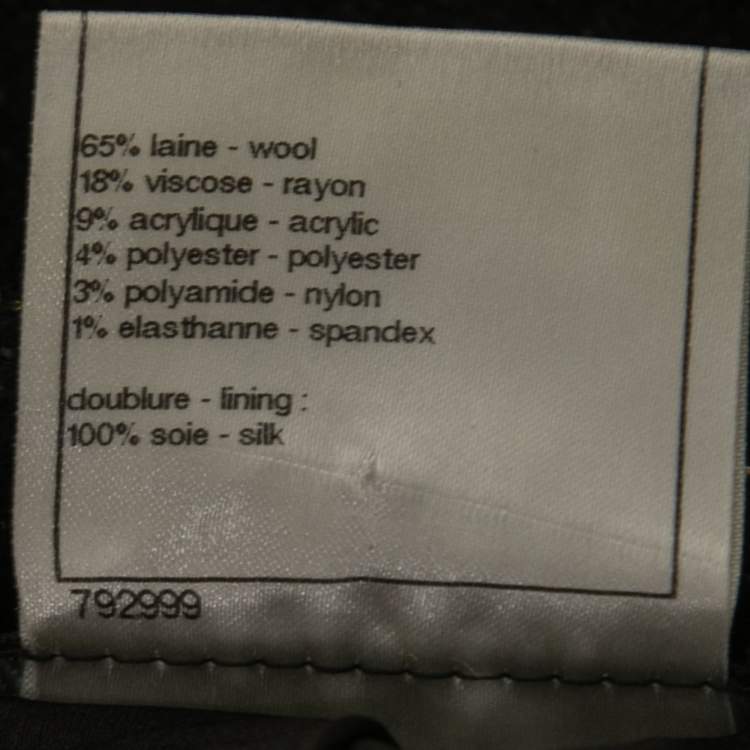 65% laine - wool
18% viscose - rayon
9% acrylique - acrylic
4% polyester - polyester
3% polyamide - nylon
1% elasthanne - spandex
doublure - lining :
100% soie - silk
792999